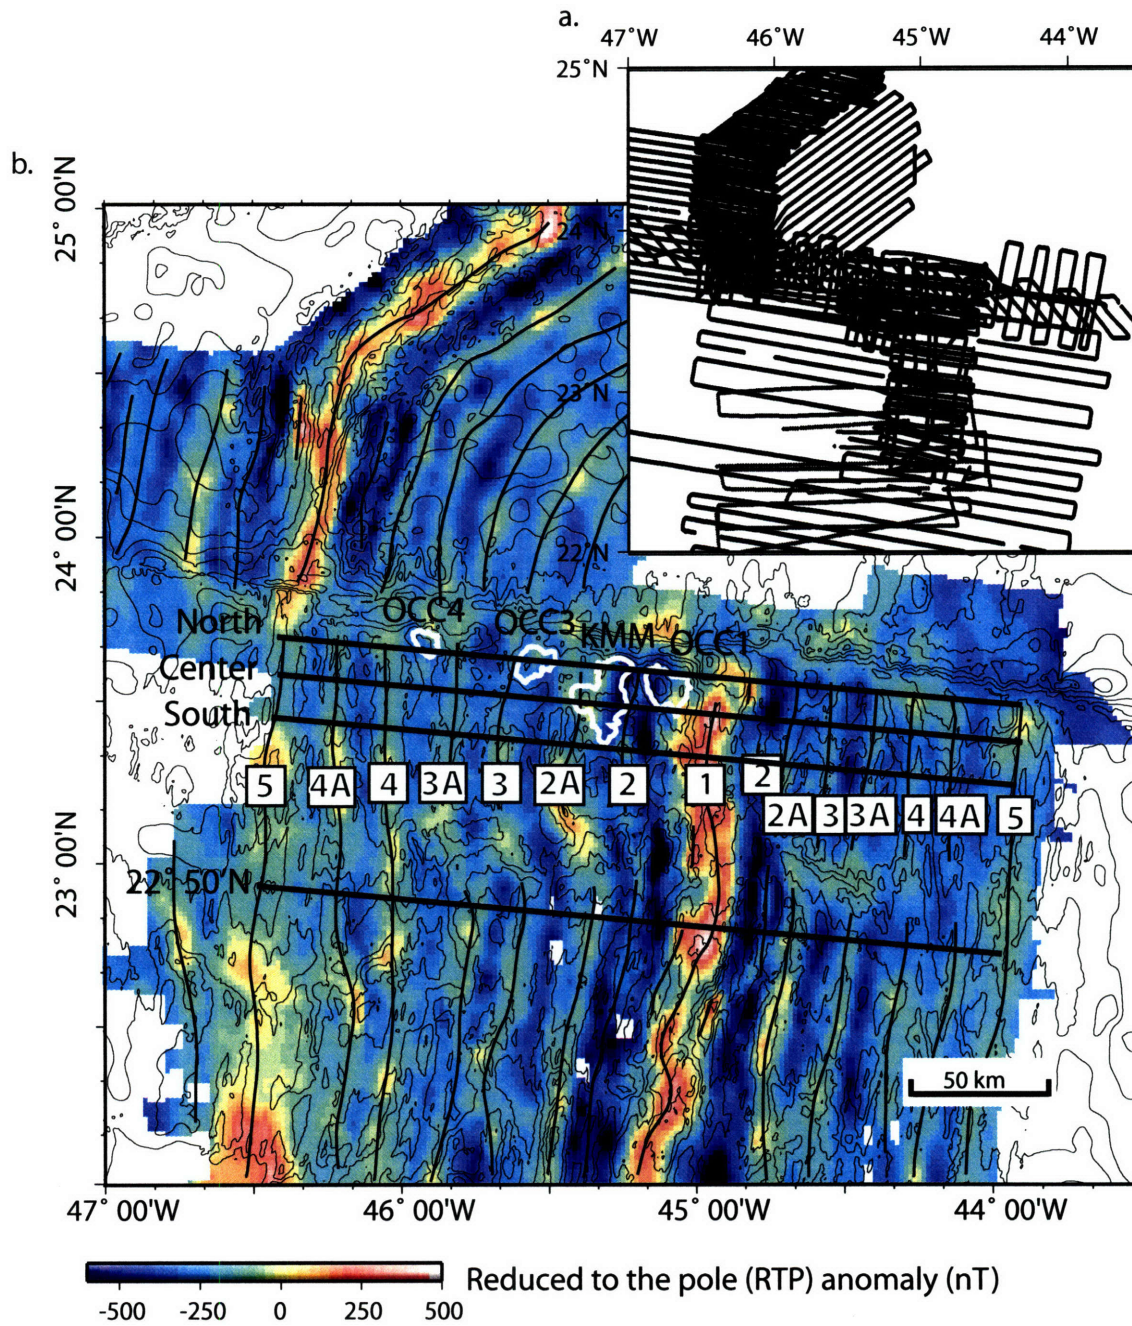 a.
47°W 46°W 45°W 44°W
25°N
b.
25° 00'N
24°N
23°N
24° 00'N
22°N
OCC4
North
OCC3 KMM OCC1
Center
South
5 4A 4 3A 3 2A 2 1 2
2A 3 3A 4 4A 5
23° 00'N
22° 50'N
50 km
47° 00'W 46° 00'W 45° 00'W 44° 00'W
Reduced to the pole (RTP) anomaly (nT)
-500 -250 0 250 500